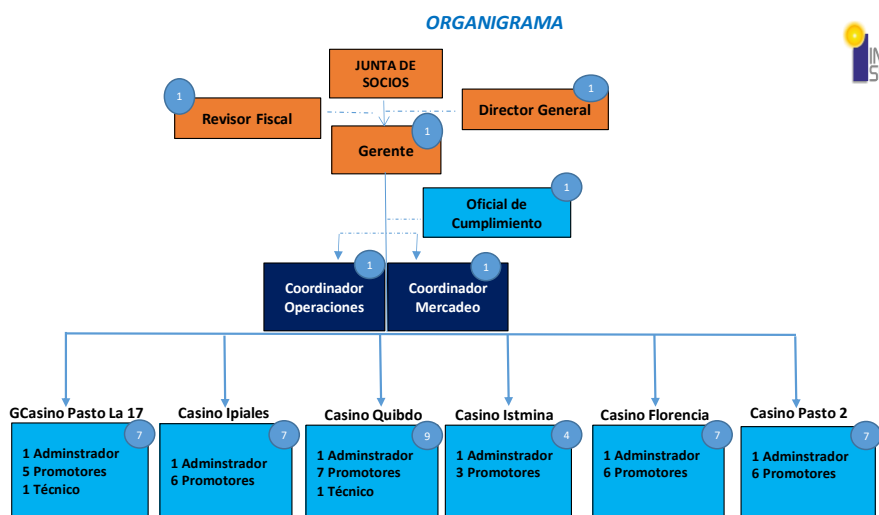 ORGANIGRAMA
JUNTA DE
SOCIOS
1
Revisor Fiscal
1
Director General
1
Gerente
1
Oficial de
Cumplimiento
1
Coordinador
Operaciones
1
Coordinador
Mercadeo
GCasino Pasto La 17
7
1 Adminstrador
5 Promotores
1 Técnico
Casino Ipiales
7
1 Adminstrador
6 Promotores
Casino Quibdo
9
1 Adminstrador
7 Promotores
1 Técnico
Casino Istmina
4
1 Adminstrador
3 Promotores
Casino Florencia
7
1 Adminstrador
6 Promotores
Casino Pasto 2
7
1 Adminstrador
6 Promotores